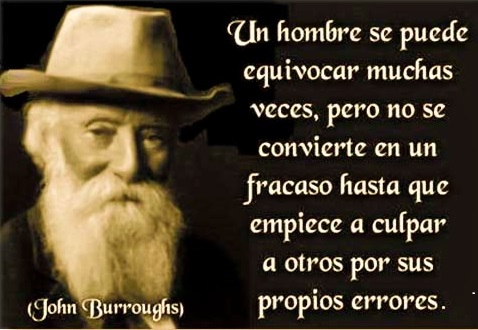 Un hombre se puede
equivocar muchas
veces, pero no se
convierte en un
fracaso hasta que
empiece a culpar
a otros por sus
propios errores.
(John Burroughs)